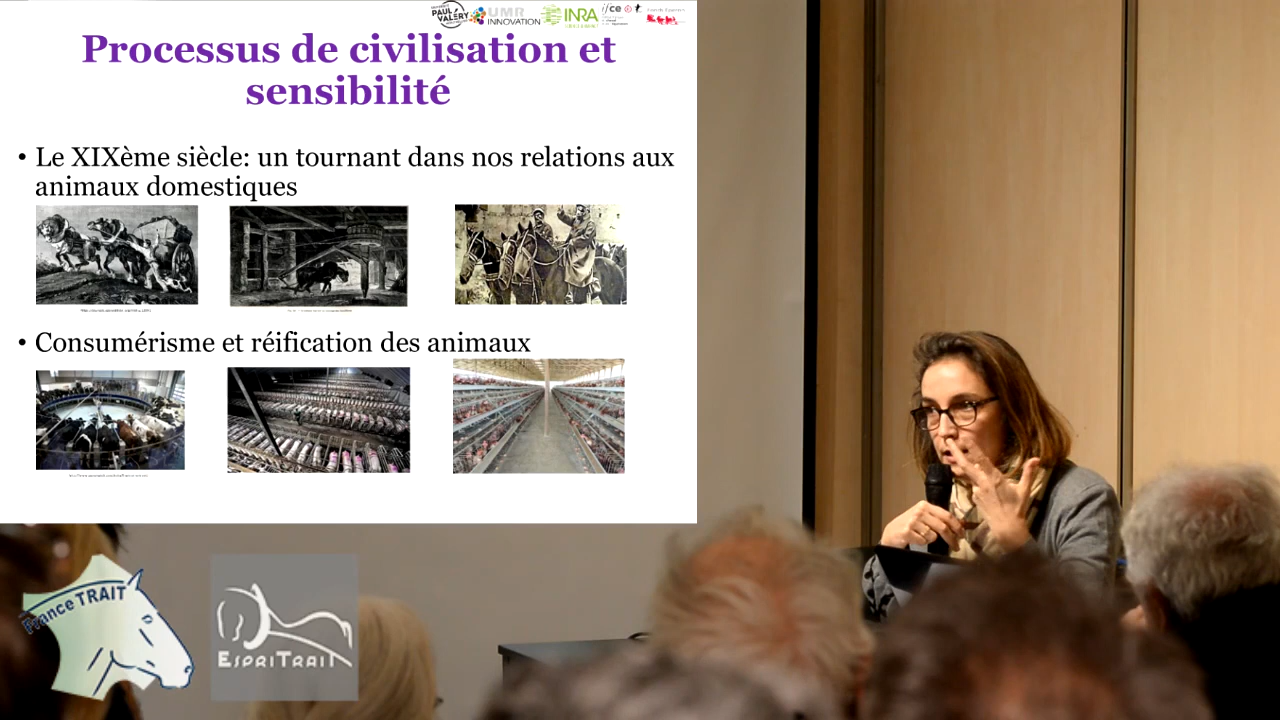 PAUL
VALÉRY
UMR
INNOVATION
INRA
ifce
Processus de civilisation et
sensibilité
• Le XIXème siècle: un tournant dans nos relations aux
animaux domestiques
• Consumérisme et réification des animaux
France TRAIT
ESPRITRAIT